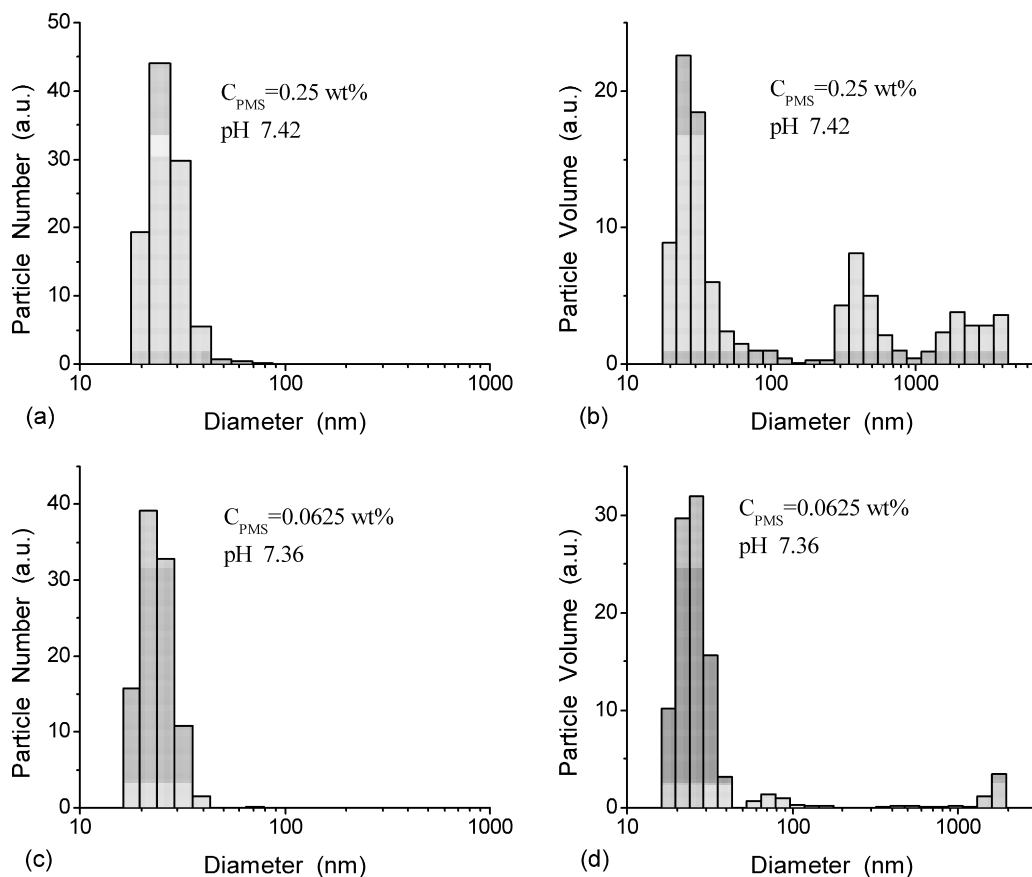 50
40
30
20
10
0
Particle Number (a.u.)
C_PMS=0.25 wt%
pH 7.42
10 100 1000
Diameter (nm)
(a)
20
10
0
Particle Volume (a.u.)
C_PMS=0.25 wt%
pH 7.42
10 100 1000
Diameter (nm)
(b)
40
30
20
10
0
Particle Number (a.u.)
C_PMS=0.0625 wt%
pH 7.36
10 100 1000
Diameter (nm)
(c)
30
20
10
0
Particle Volume (a.u.)
C_PMS=0.0625 wt%
pH 7.36
10 100 1000
Diameter (nm)
(d)